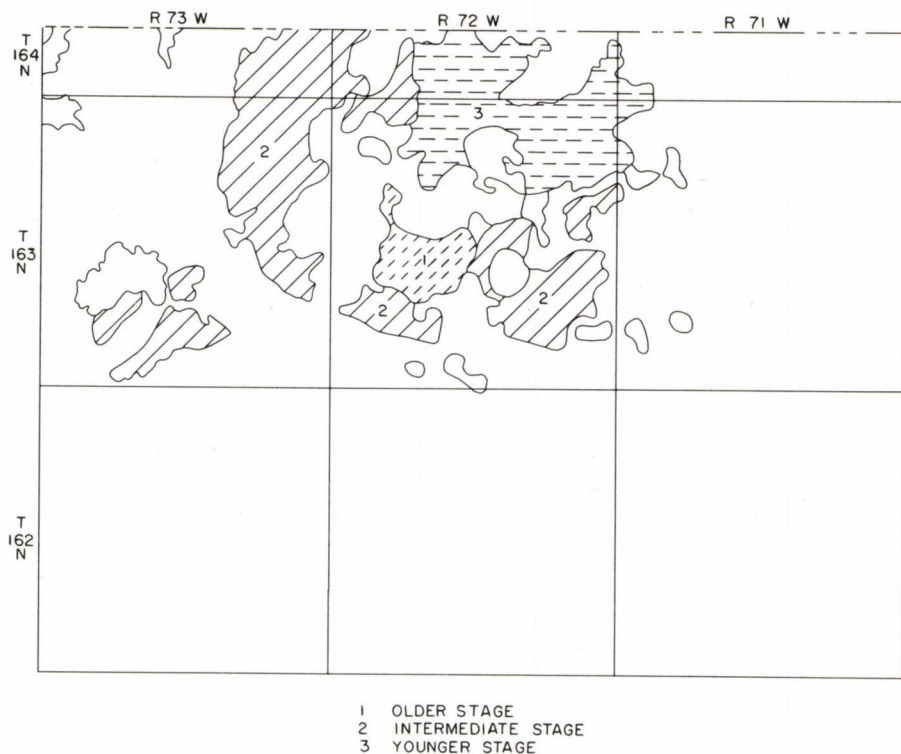 R 73 W
R 72 W
R 71 W
T
164
N
3
2
T
163
N
1
2
2
T
162
N
1 OLDER STAGE
2 INTERMEDIATE STAGE
3 YOUNGER STAGE